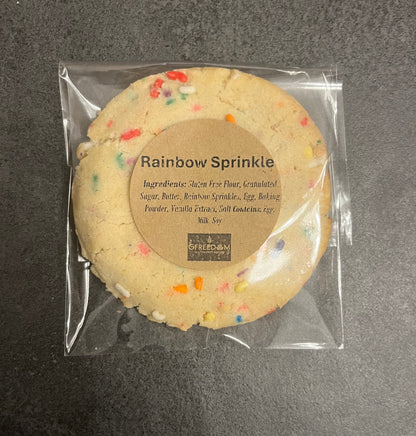 Rainbow Sprinkle
Ingredients: Gluten Free Flour, Granulated
Sugar, Butter, Rainbow Sprinkles, Egg, Baking
Powder, Vanilla Extract, Salt Contains: Egg,
Milk, Soy
GFREEDOM